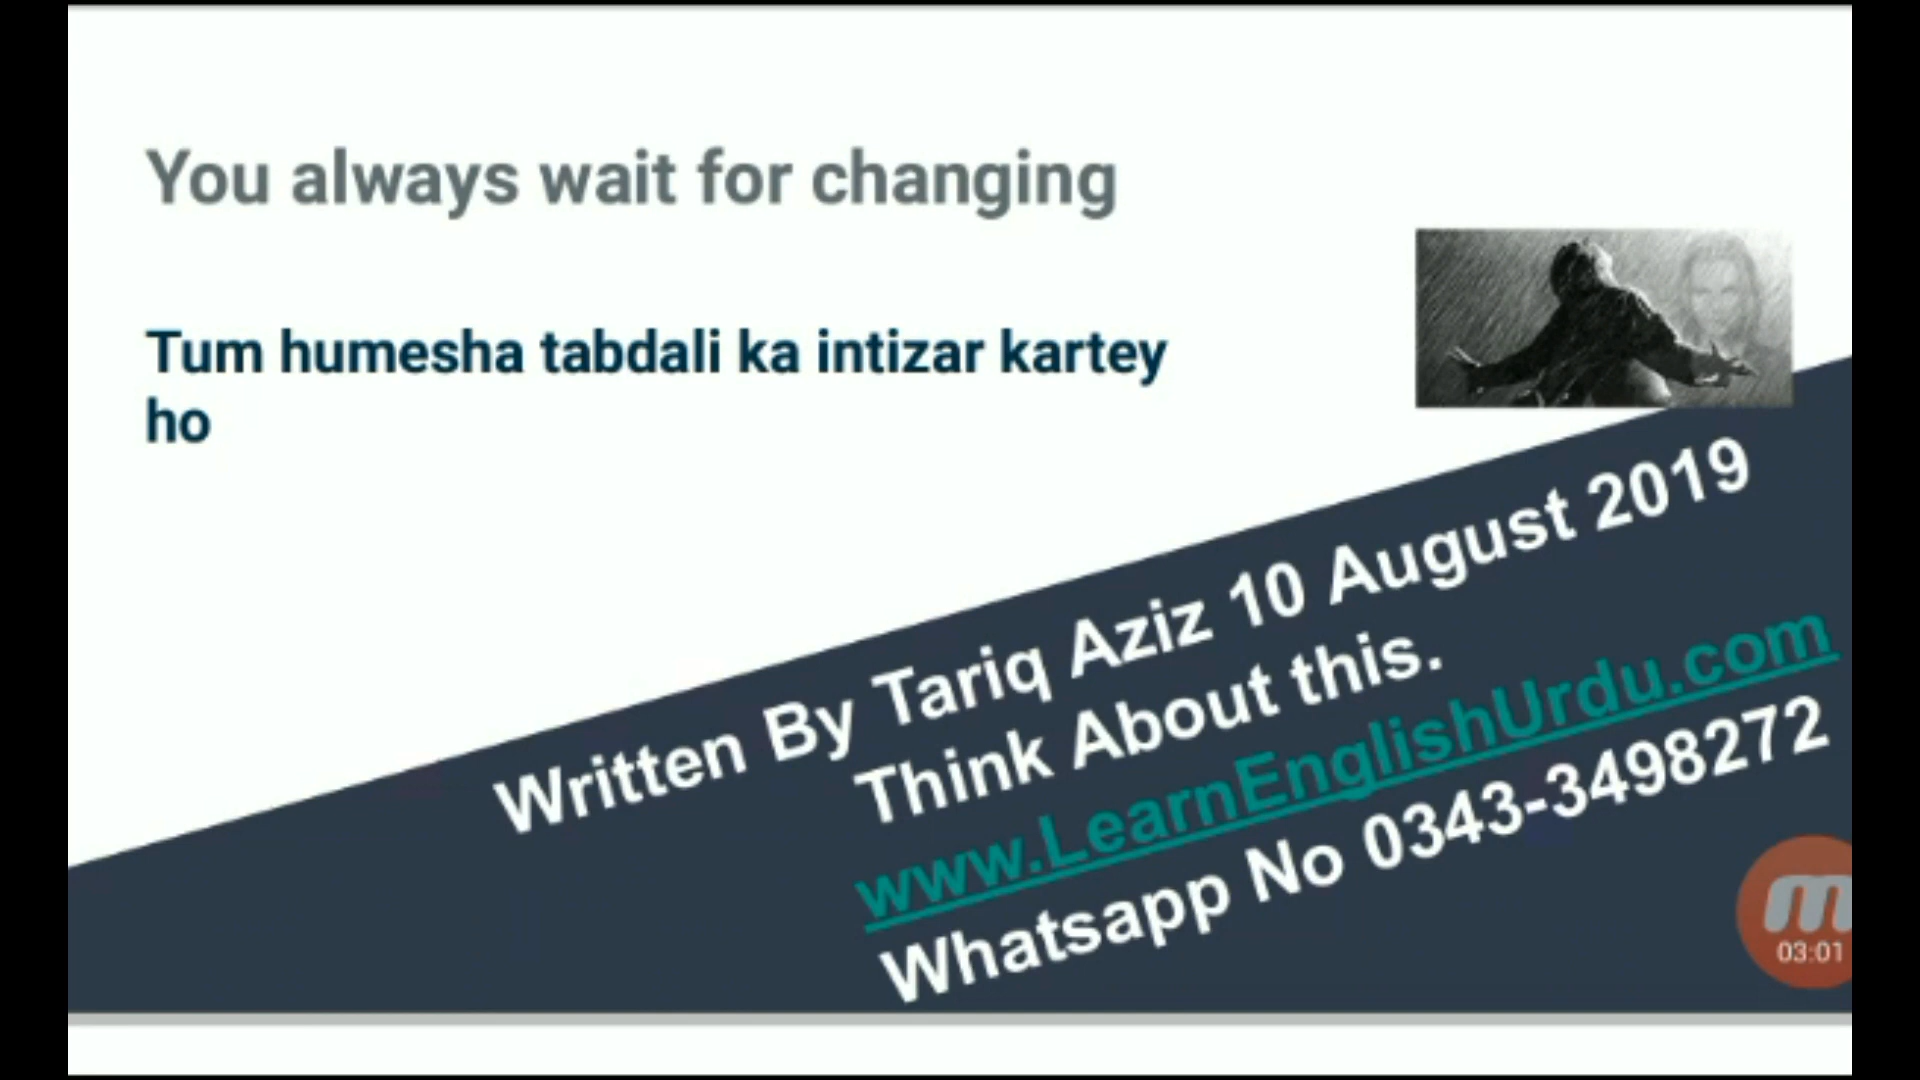 You always wait for changing
Tum humesha tabdali ka intizar kartey
ho
Written By Tariq Aziz 10 August 2019
Think About this.
www.LearnEnglishUrdu.com
Whatsapp No 0343-3498272
m
03:01